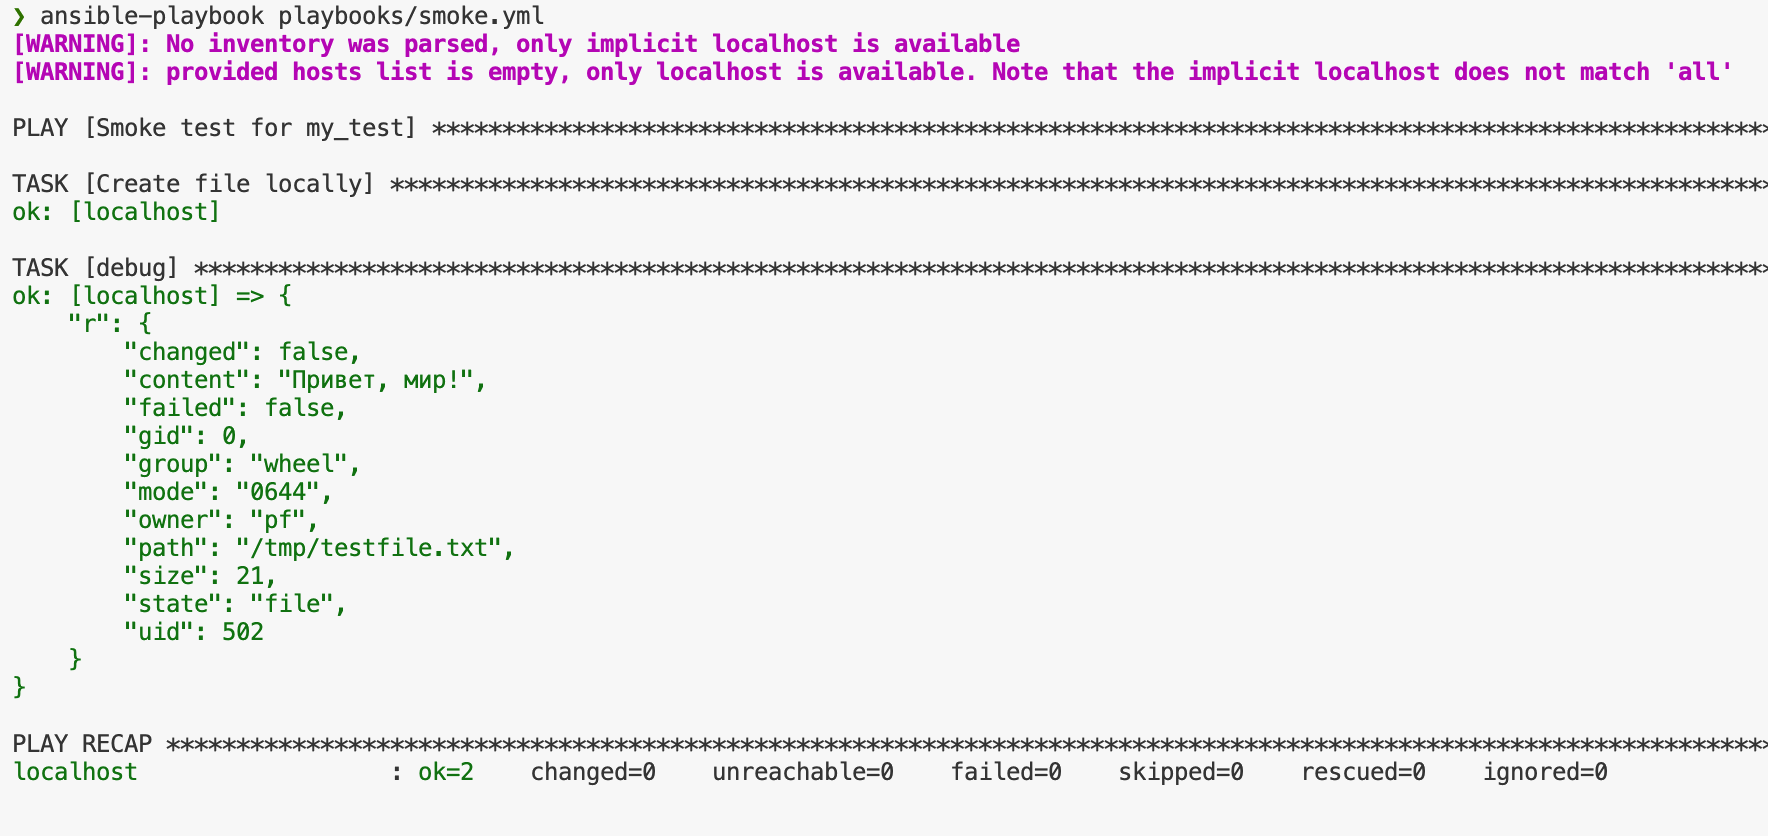 ❯ ansible-playbook playbooks/smoke.yml
[WARNING]: No inventory was parsed, only implicit localhost is available
[WARNING]: provided hosts list is empty, only localhost is available. Note that the implicit localhost does not match 'all'
PLAY [Smoke test for my_test] ************************************************************************************************
TASK [Create file locally] ***************************************************************************************************
ok: [localhost]
TASK [debug] *****************************************************************************************************************
ok: [localhost] => {
    "r": {
        "changed": false,
        "content": "Привет, мир!",
        "failed": false,
        "gid": 0,
        "group": "wheel",
        "mode": "0644",
        "owner": "pf",
        "path": "/tmp/testfile.txt",
        "size": 21,
        "state": "file",
        "uid": 502
    }
}
PLAY RECAP *******************************************************************************************************************
localhost                  : ok=2    changed=0    unreachable=0    failed=0    skipped=0    rescued=0    ignored=0